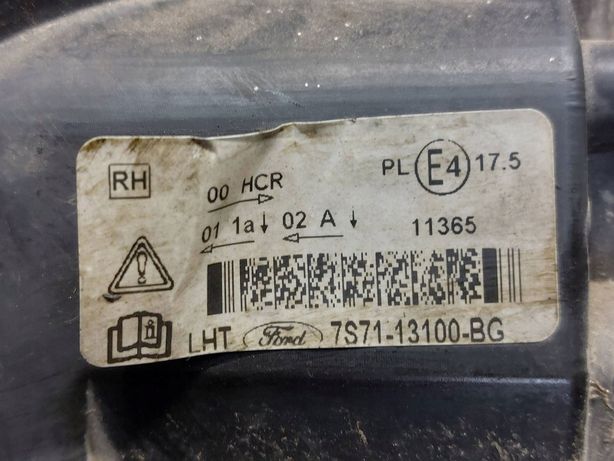 RH
00 HCR
PL E4 17.5
01 1a 02 A
11365
LHT Ford 7S71-13100-BG